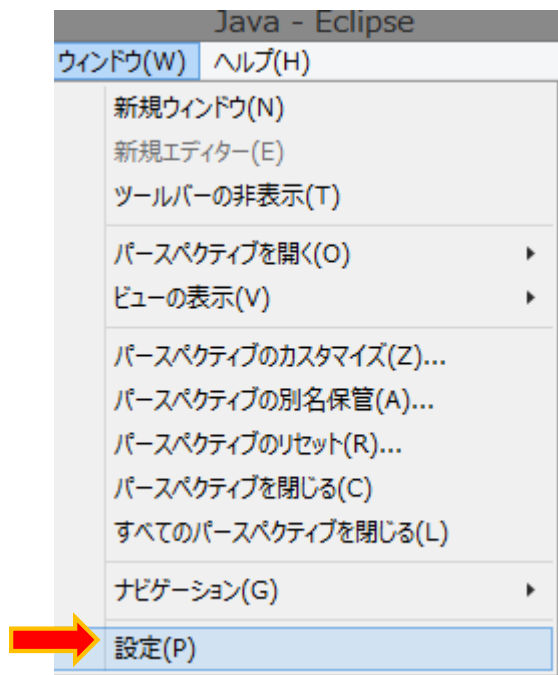 Java - Eclipse
ウィンドウ(W) ヘルプ(H)
新規ウィンドウ(N)
新規エディター(E)
ツールバーの非表示(T)
パースペクティブを開く(O)
ビューの表示(V)
パースペクティブのカスタマイズ(Z)...
パースペクティブの別名保管(A)...
パースペクティブのリセット(R)...
パースペクティブを閉じる(C)
すべてのパースペクティブを閉じる(L)
ナビゲーション(G)
設定(P)